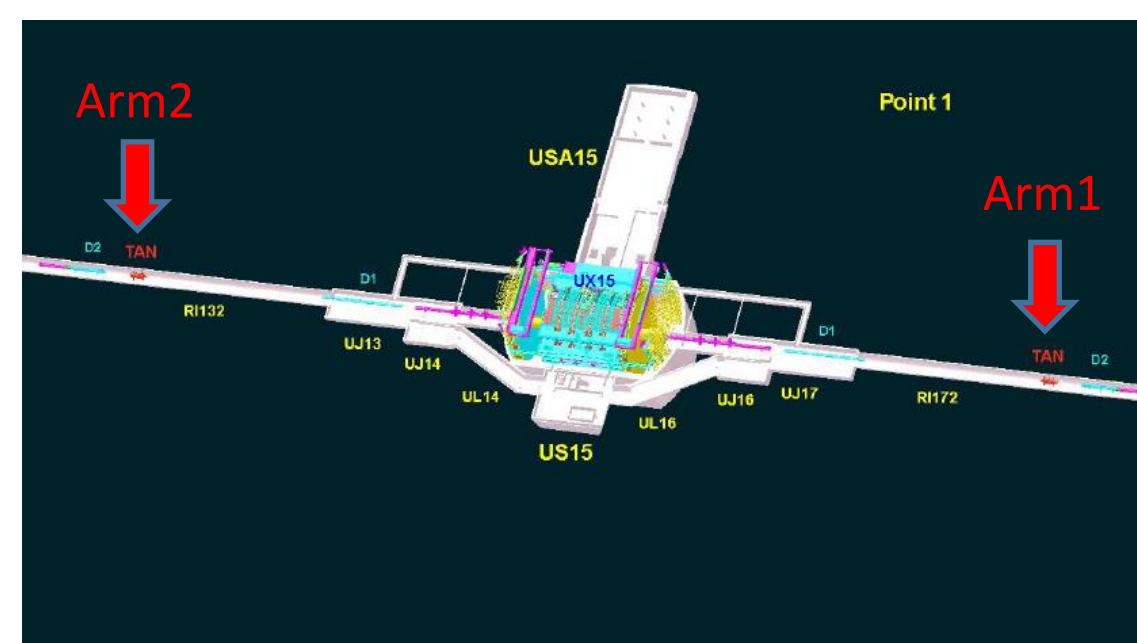 Arm2
Point 1
USA15
Arm1
D2
TAN
D1
UX15
RI132
D1
TAN
D2
UJ13
UJ14
UL14
UJ16
UJ17
RI172
UL16
US15